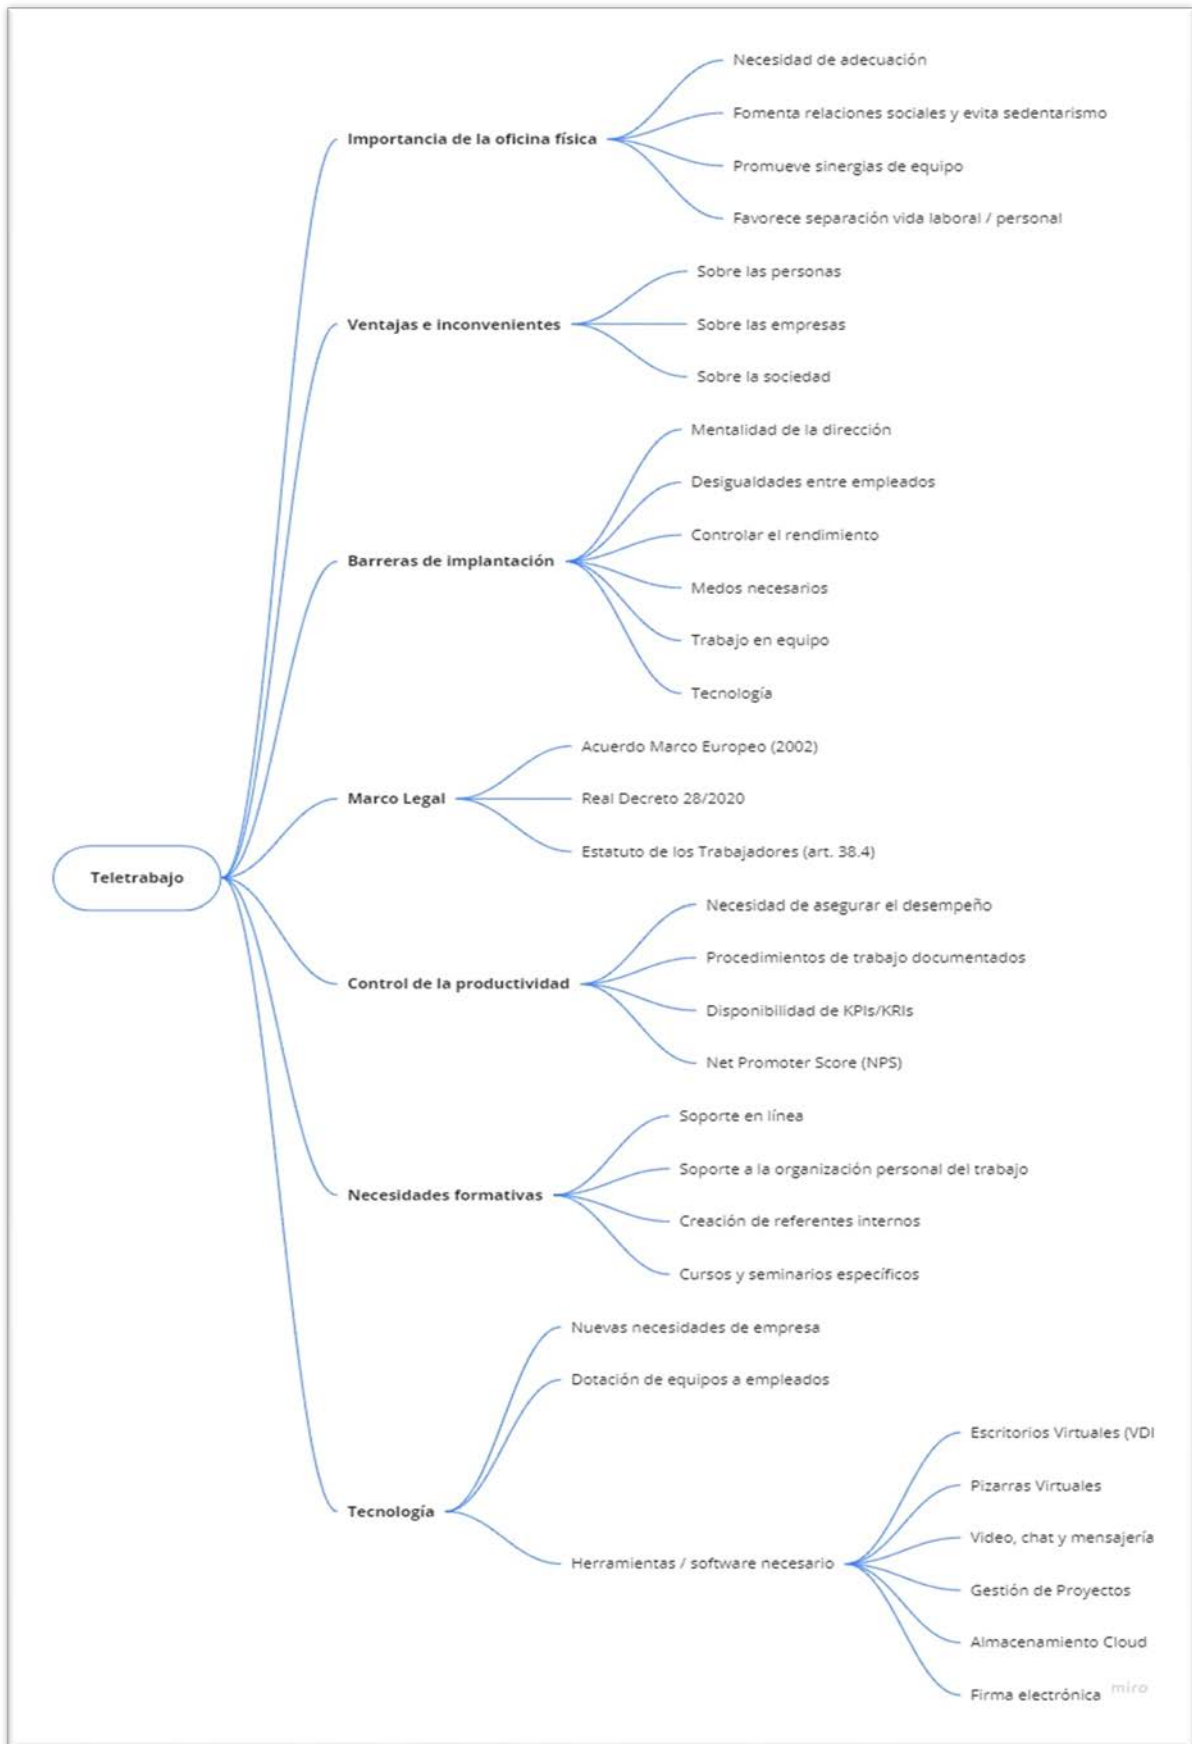 Teletrabajo
Importancia de la oficina física
Necesidad de adecuación
Fomenta relaciones sociales y evita sedentarismo
Promueve sinergias de equipo
Favorece separación vida laboral / personal
Ventajas e inconvenientes
Sobre las personas
Sobre las empresas
Sobre la sociedad
Barreras de implantación
Mentalidad de la dirección
Desigualdades entre empleados
Controlar el rendimiento
Medos necesarios
Trabajo en equipo
Tecnología
Marco Legal
Acuerdo Marco Europeo (2002)
Real Decreto 28/2020
Estatuto de los Trabajadores (art. 38.4)
Control de la productividad
Necesidad de asegurar el desempeño
Procedimientos de trabajo documentados
Disponibilidad de KPIs/KRIs
Net Promoter Score (NPS)
Necesidades formativas
Soporte en línea
Soporte a la organización personal del trabajo
Creación de referentes internos
Cursos y seminarios específicos
Tecnología
Nuevas necesidades de empresa
Dotación de equipos a empleados
Herramientas / software necesario
Escritorios Virtuales (VDI
Pizarras Virtuales
Video, chat y mensajería
Gestión de Proyectos
Almacenamiento Cloud
Firma electrónica
miro